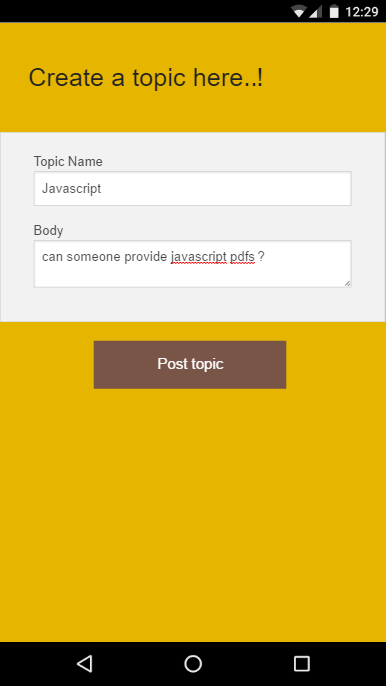 12:29
Create a topic here..!
Topic Name
Javascript
Body
can someone provide javascript pdfs ?
Post topic